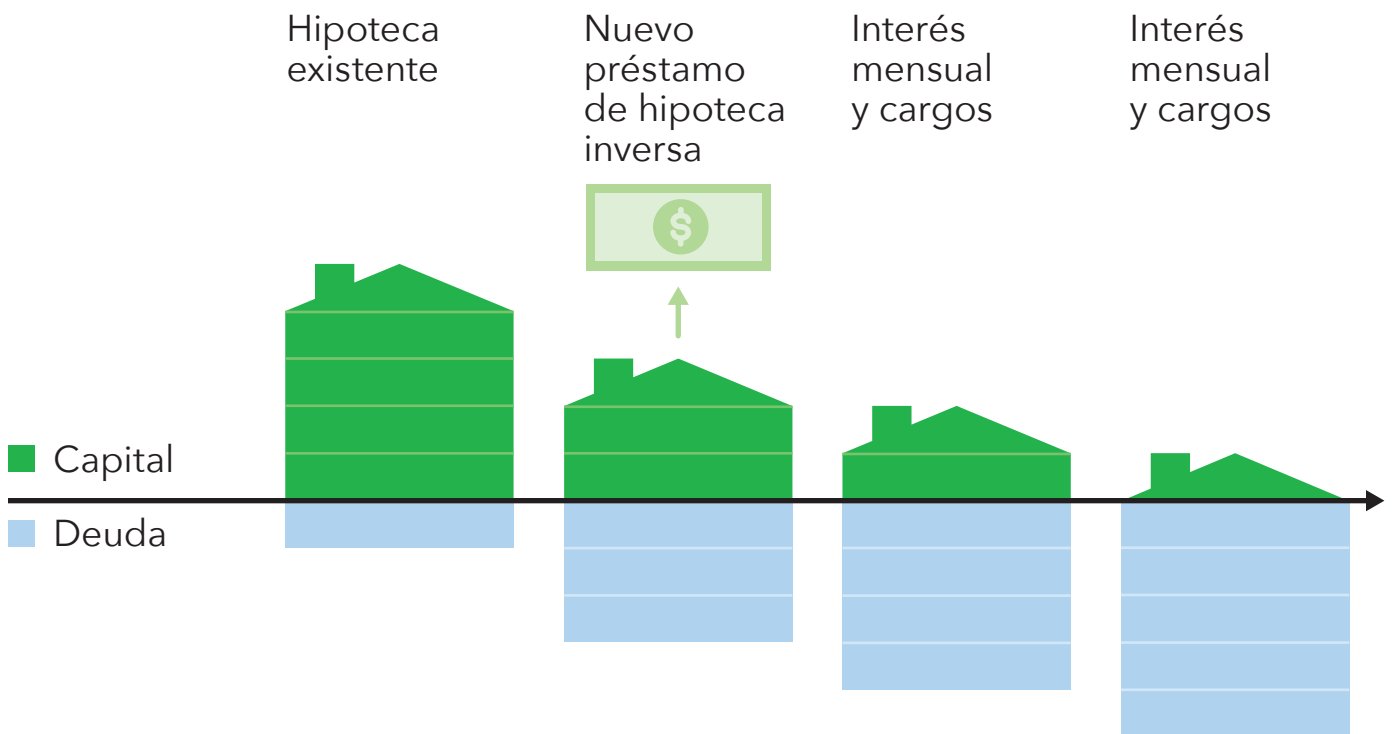 Hipoteca
existente
Nuevo
préstamo
de hipoteca
inversa
Interés
mensual
y cargos
Interés
mensual
y cargos
$
Capital
Deuda